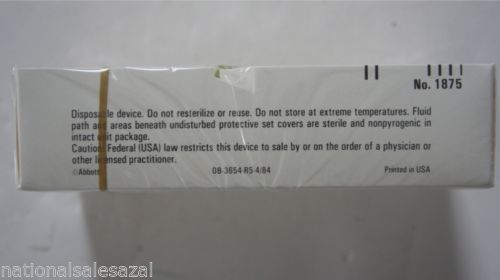 No. 1875
Disposable device. Do not resterilize or reuse. Do not store at extreme temperatures. Fluid
path and areas beneath undisturbed protective set covers are sterile and nonpyrogenic in
intact unit package.
Caution: Federal (USA) law restricts this device to sale by or on the order of a physician or
other licensed practitioner.
©Abbott 08-3654-R5-4/84 Printed in USA
nationalsalesazal